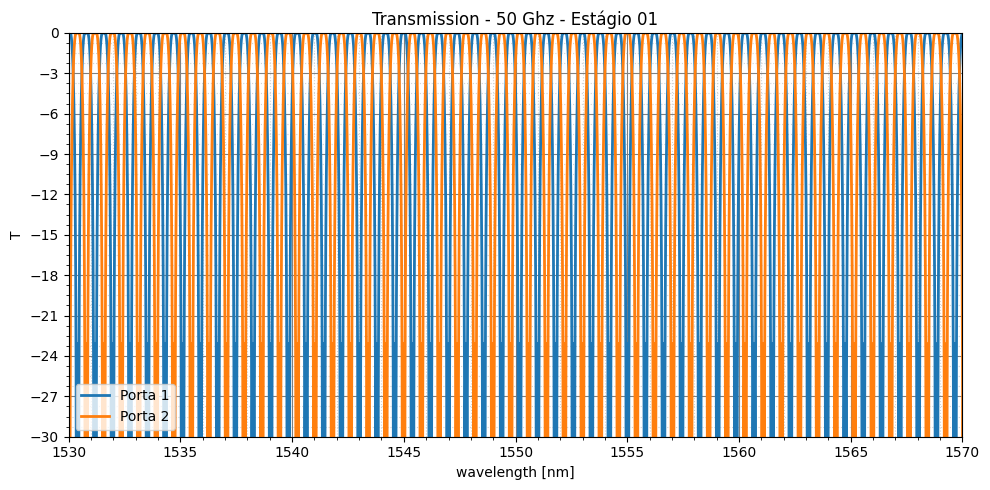 Transmission - 50 Ghz - Estágio 01
0
−3
−6
−9
−12
−15
−18
−21
−24
−27
−30
T
Porta 1
Porta 2
1530 1535 1540 1545 1550 1555 1560 1565 1570
wavelength [nm]